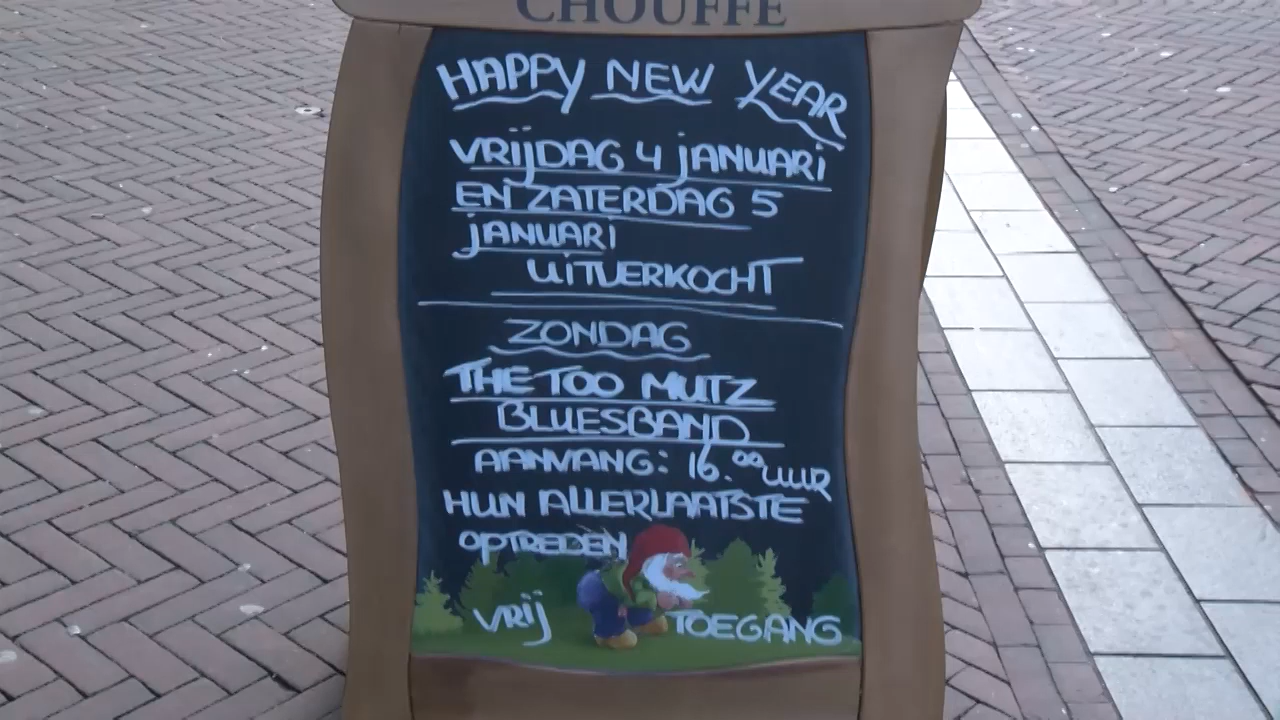 CHOUFFE
HAPPY NEW YEAR
VRIJDAG 4 JANUARI
EN ZATERDAG 5
JANUARI
UITVERKOCHT
ZONDAG
THE TOO MUTZ
BLUESBAND
AANVANG: 16.00 UUR
HUN ALLERLAATSTE
OPTREDEN
VRIJ TOEGANG